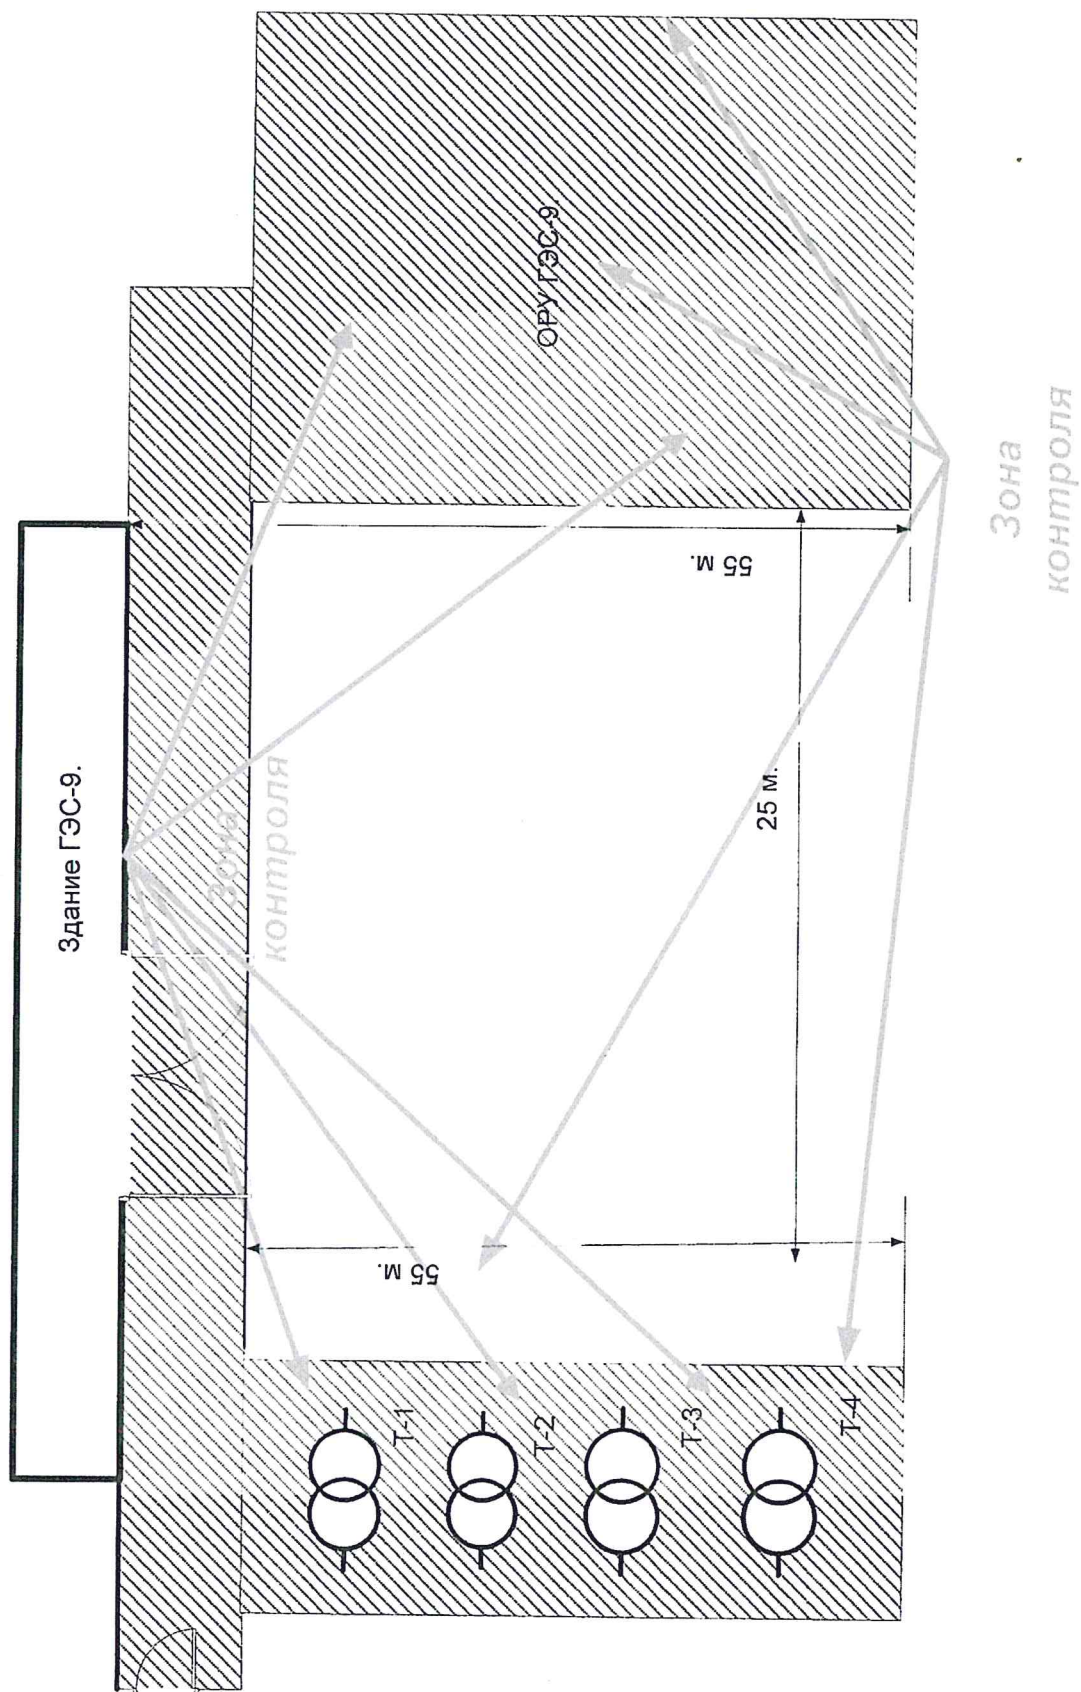 Здание ГЭС-9.
ОРУ ГЭС-9.
Зона
контроля
Зона
контроля
55 м.
25 м.
55 м.
Т-1
Т-2
Т-3
Т-4